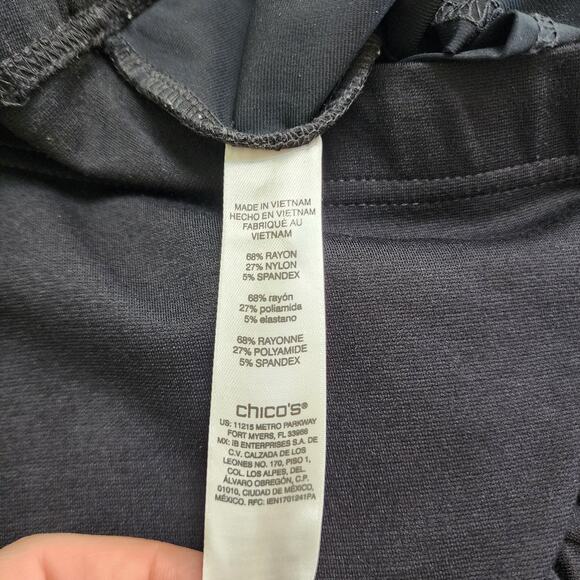 MADE IN VIETNAM
HECHO EN VIETNAM
FABRIQUÉ AU
VIETNAM
68% RAYON
27% NYLON
5% SPANDEX
68% rayón
27% poliamida
5% elastano
68% RAYONNE
27% POLYAMIDE
5% SPANDEX
chico's®
US: 11215 METRO PARKWAY
FORT MYERS, FL 33966
MX: IB ENTERPRISES S.A. DE
C.V. CALZADA DE LOS
LEONES NO. 170, PISO 1,
COL. LOS ALPES, DEL.
ÁLVARO OBREGÓN, C.P.
01010, CIUDAD DE MÉXICO,
MÉXICO. RFC: IEN1701241PA